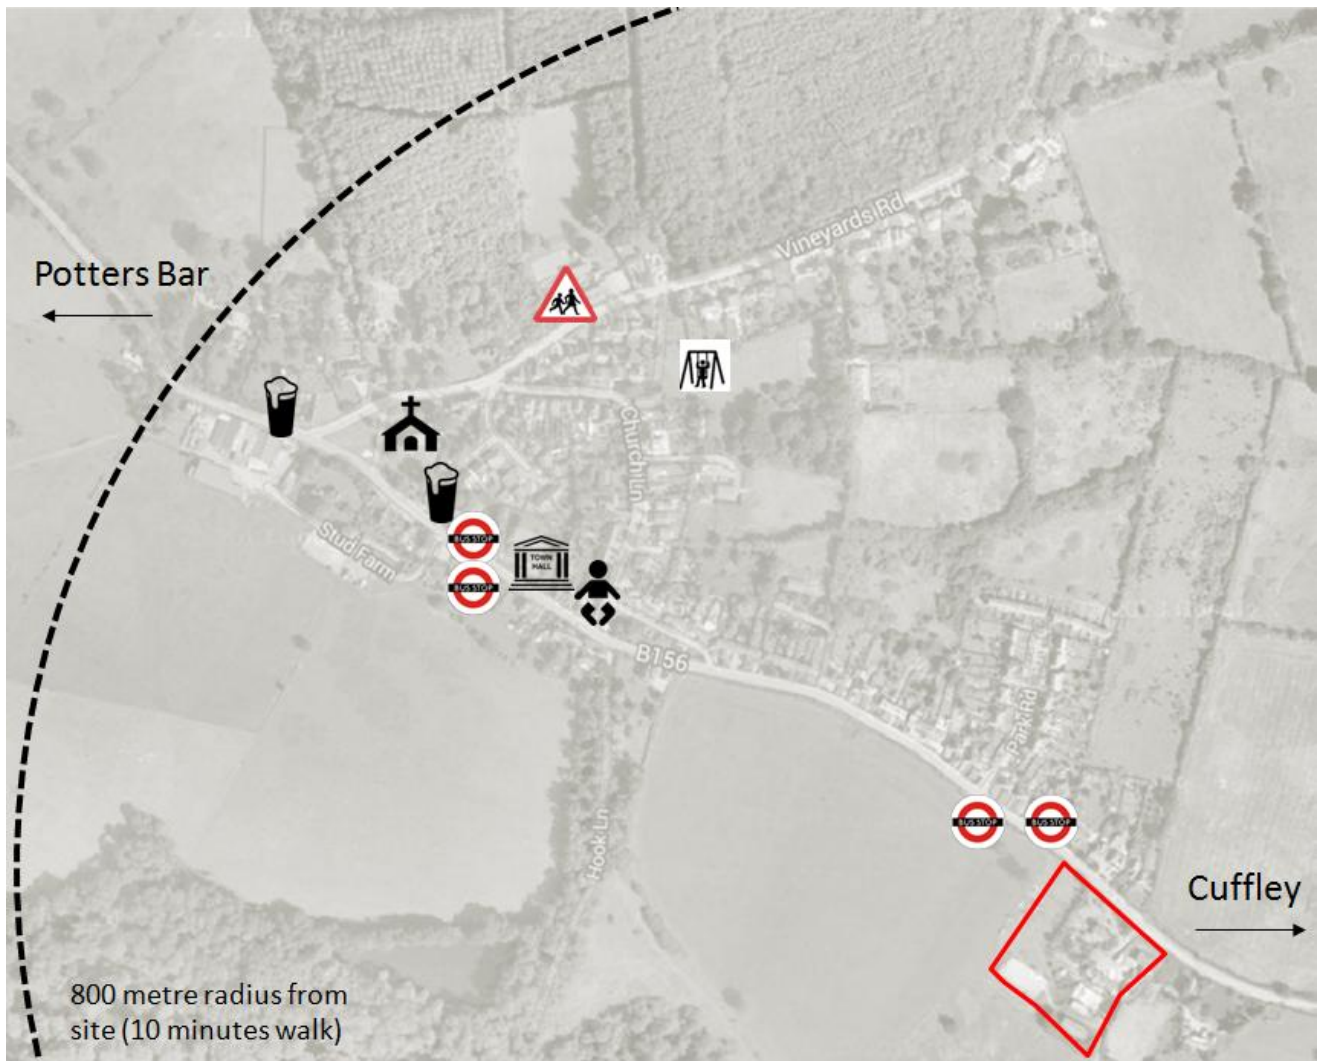 Vineyards Rd
Potters Bar
Church Ln
Stud Farm
BUS STOP
BUS STOP
TOWN
HALL
B156
Park Rd
BUS STOP
BUS STOP
Hook Ln
Cuffley
800 metre radius from
site (10 minutes walk)